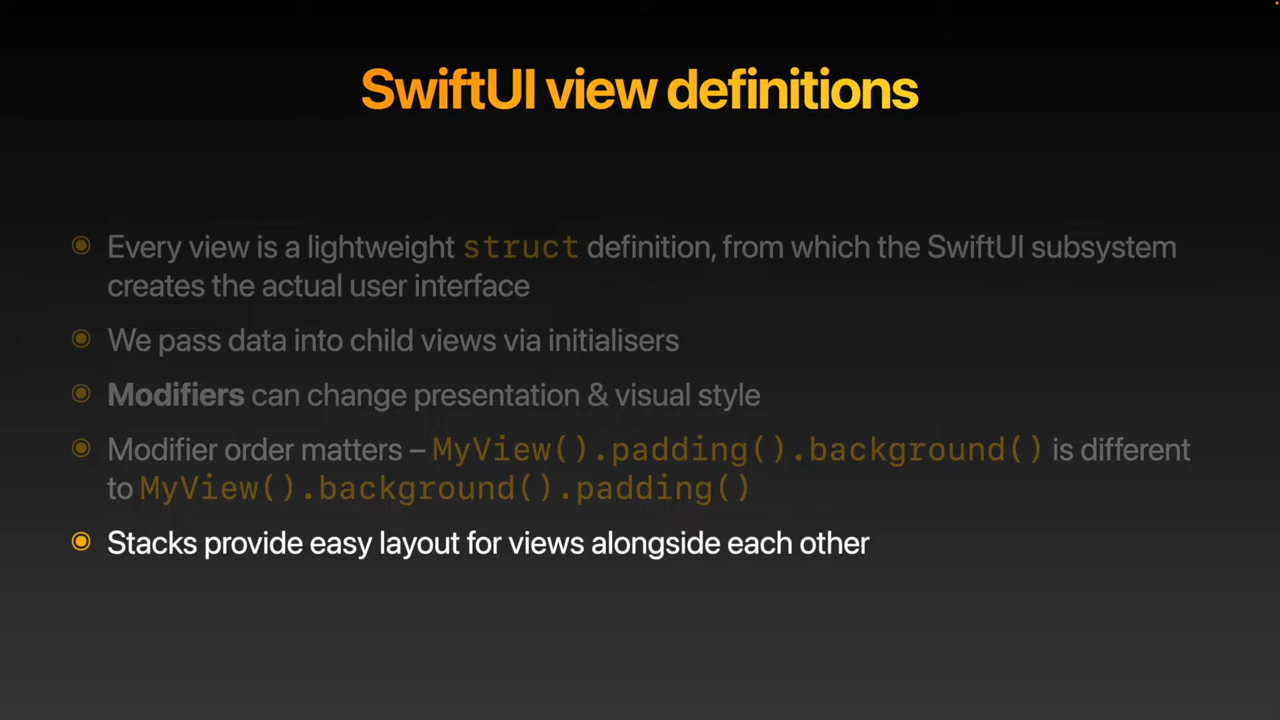 SwiftUI view definitions
Every view is a lightweight struct definition, from which the SwiftUI subsystem
creates the actual user interface
We pass data into child views via initialisers
Modifiers can change presentation & visual style
Modifier order matters – MyView().padding().background() is different
to MyView().background().padding()
Stacks provide easy layout for views alongside each other